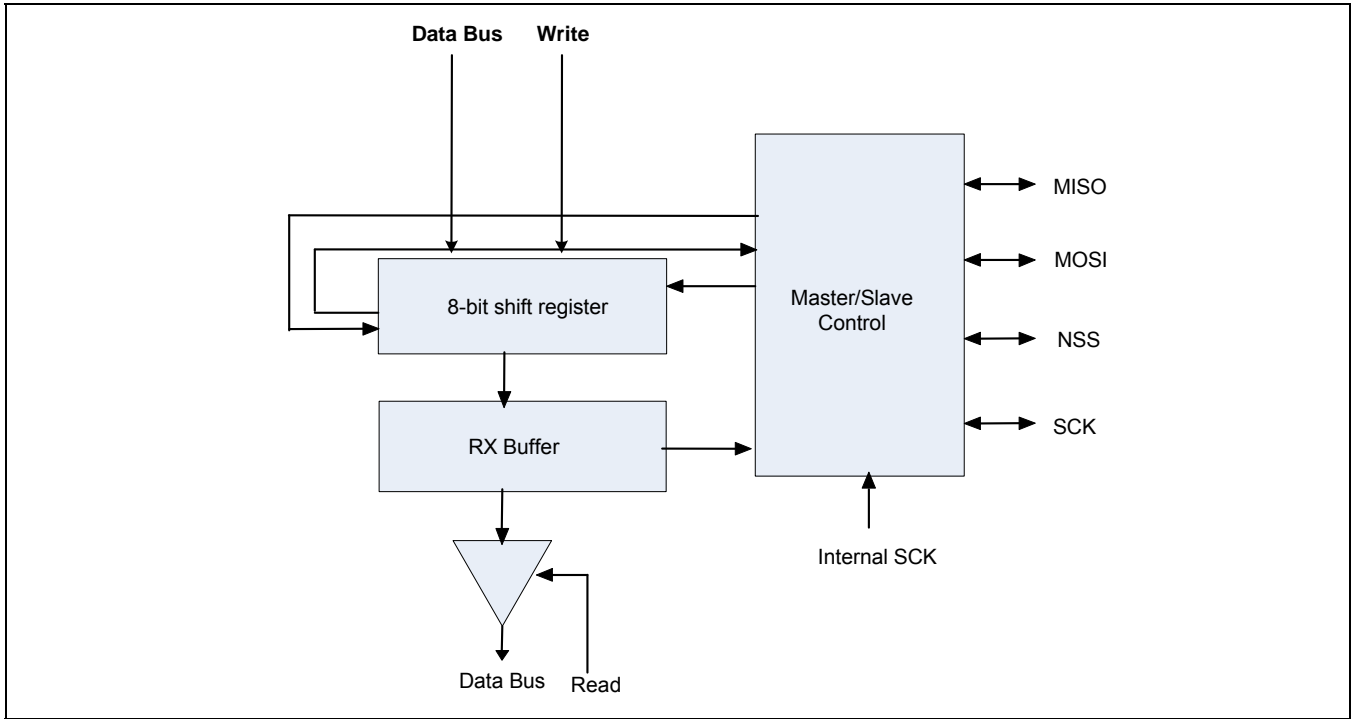 Data Bus
Write
8-bit shift register
Master/Slave
Control
MISO
MOSI
NSS
SCK
RX Buffer
Internal SCK
Data Bus
Read